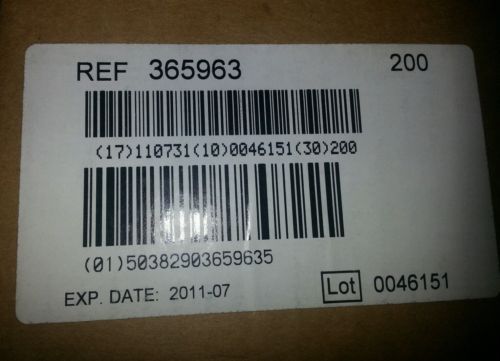 REF 365963 200
(17)110731(10)0046151(30)200
(01)50382903659635
EXP. DATE: 2011-07 Lot 0046151